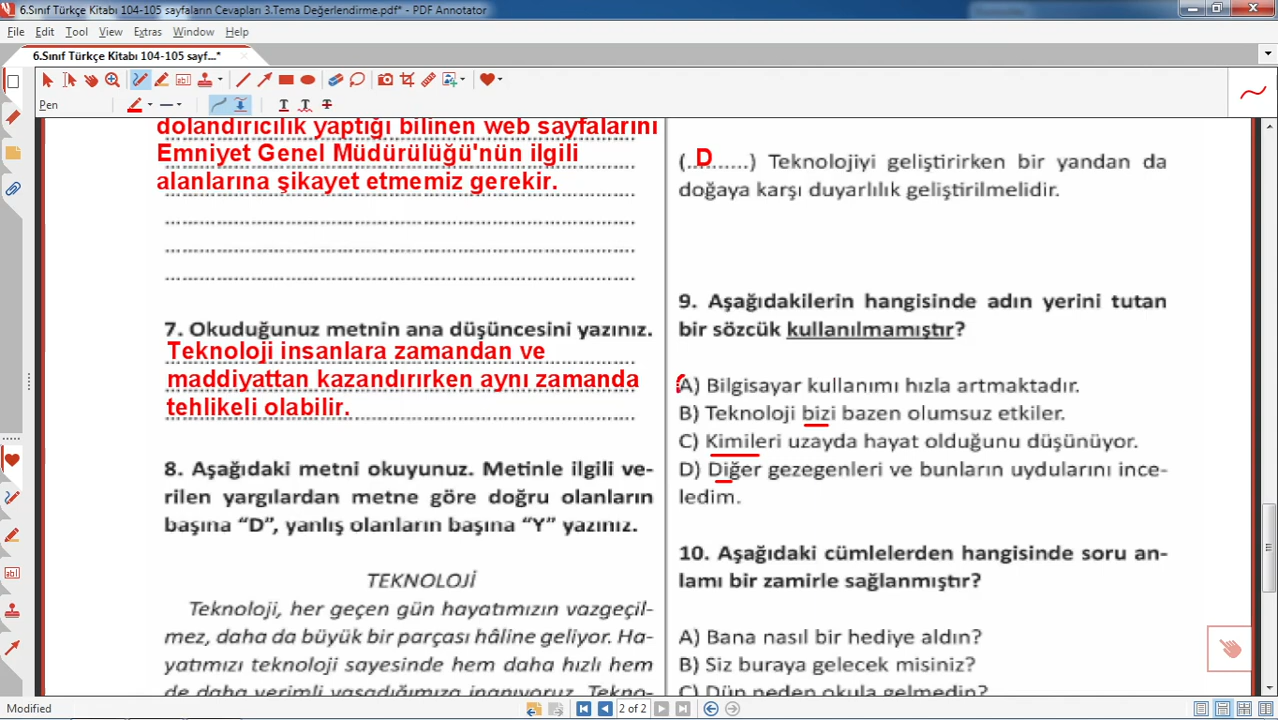 6.Sınıf Türkçe Kitabı 104-105 sayfaların Cevapları 3.Tema Değerlendirme.pdf* - PDF Annotator
File Edit Tool View Extras Window Help
6.Sınıf Türkçe Kitabı 104-105 sayf...*
Pen
dolandırıcılık yaptığı bilinen web sayfalarını
Emniyet Genel Müdürülüğü'nün ilgili
alanlarına şikayet etmemiz gerekir.
7. Okuduğunuz metnin ana düşüncesini yazınız.
Teknoloji insanlara zamandan ve
maddiyattan kazandırırken aynı zamanda
tehlikeli olabilir.
8. Aşağıdaki metni okuyunuz. Metinle ilgili ve-
rilen yargılardan metne göre doğru olanların
başına “D”, yanlış olanların başına “Y” yazınız.
TEKNOLOJİ
Teknoloji, her geçen gün hayatımızın vazgeçil-
mez, daha da büyük bir parçası hâline geliyor. Ha-
yatımızı teknoloji sayesinde hem daha hızlı hem
de daha verimli yaşadığımıza inanıyoruz. Tekno-
(..D........) Teknolojiyi geliştirirken bir yandan da
doğaya karşı duyarlılık geliştirilmelidir.
9. Aşağıdakilerin hangisinde adın yerini tutan
bir sözcük kullanılmamıştır?
A) Bilgisayar kullanımı hızla artmaktadır.
B) Teknoloji bizi bazen olumsuz etkiler.
C) Kimileri uzayda hayat olduğunu düşünüyor.
D) Diğer gezegenleri ve bunların uydularını ince-
ledim.
10. Aşağıdaki cümlelerden hangisinde soru an-
lamı bir zamirle sağlanmıştır?
A) Bana nasıl bir hediye aldın?
B) Siz buraya gelecek misiniz?
C) Dün neden okula gelmedin?
Modified
2 of 2